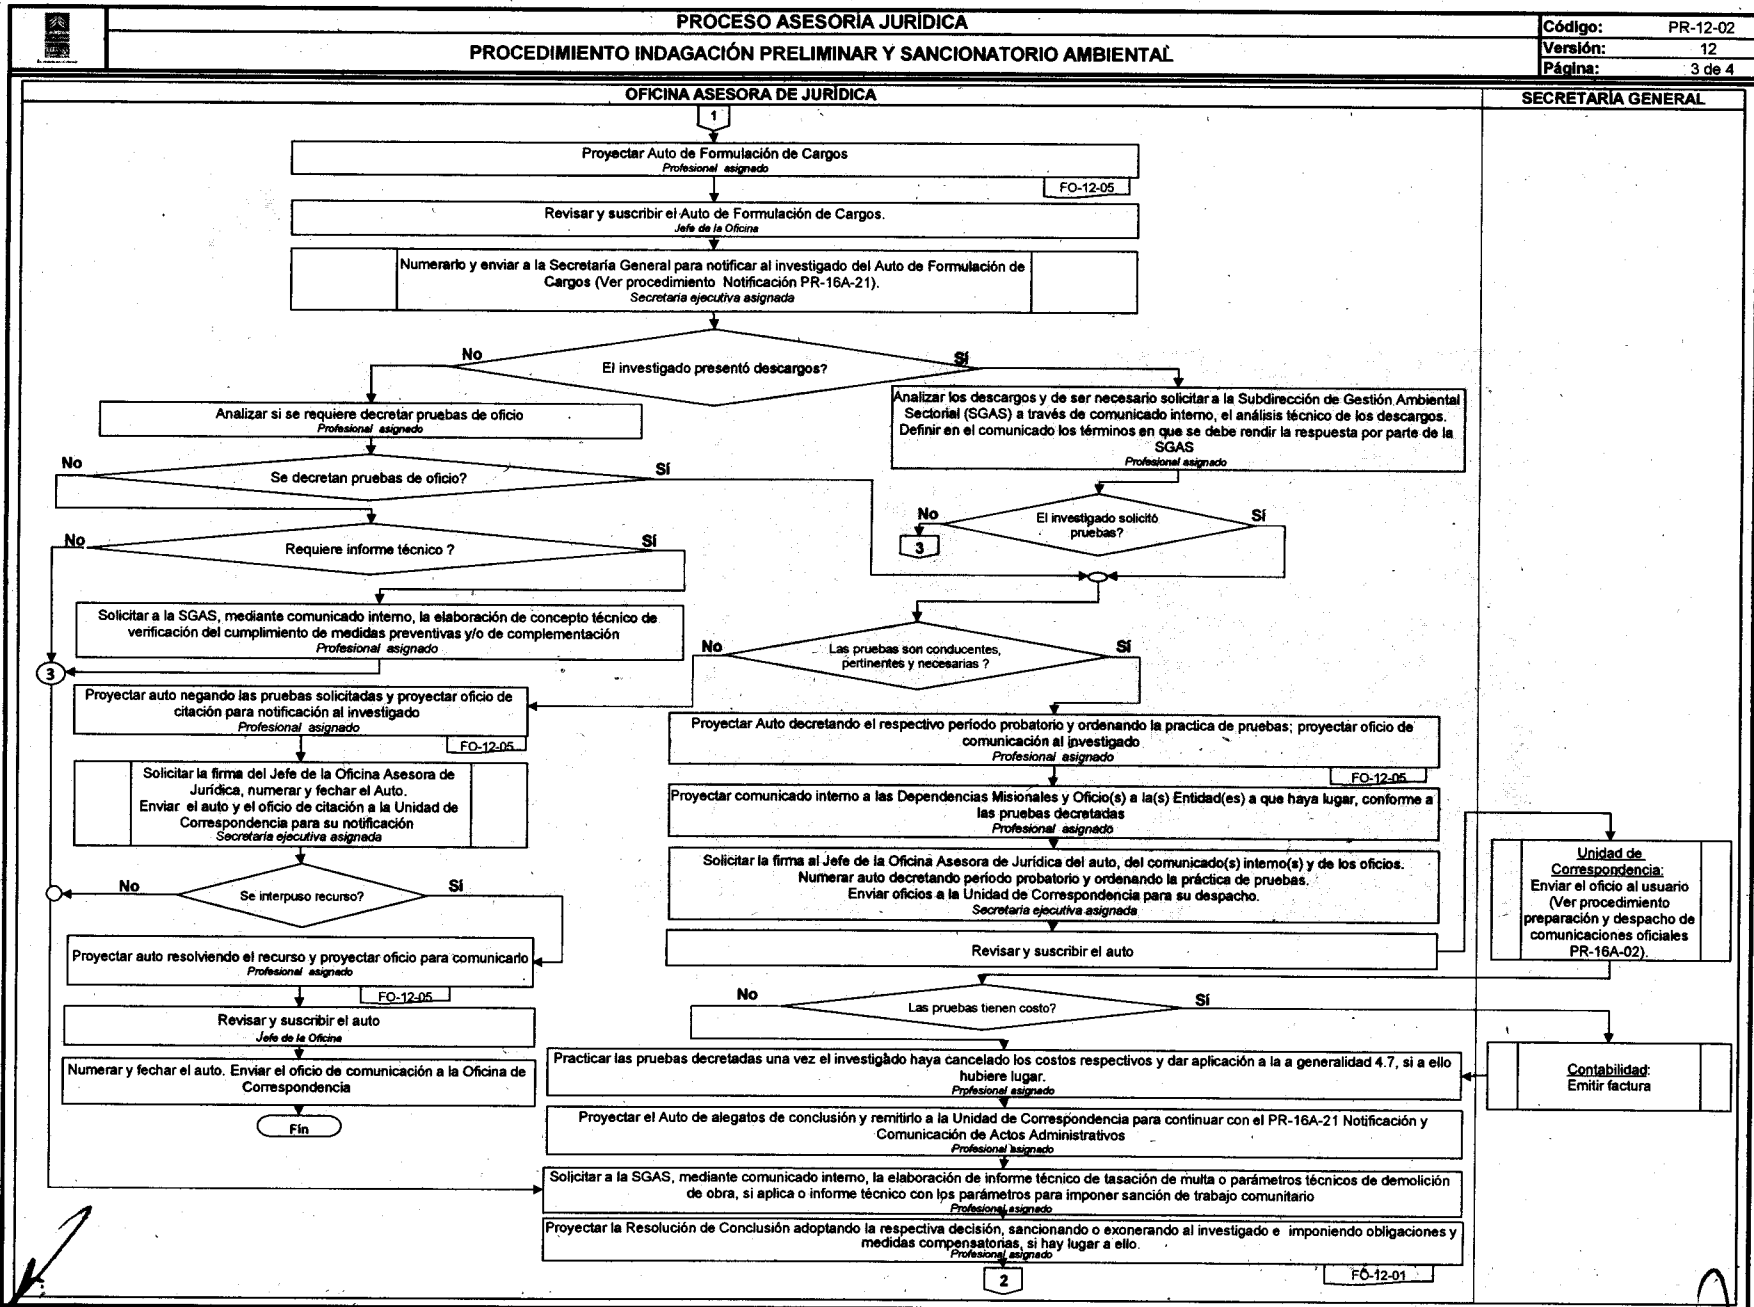 PROCESO ASESORÍA JURÍDICA
PROCEDIMIENTO INDAGACIÓN PRELIMINAR Y SANCIONATORIO AMBIENTAL
Código: PR-12-02
Versión: 12
Página: 3 de 4
OFICINA ASESORA DE JURÍDICA
SECRETARÍA GENERAL
1
Proyectar Auto de Formulación de Cargos
Profesional asignado
FO-12-05
Revisar y suscribir el Auto de Formulación de Cargos.
Jefe de la Oficina
Numerarlo y enviar a la Secretaría General para notificar al investigado del Auto de Formulación de
Cargos (Ver procedimiento Notificación PR-16A-21).
Secretaria ejecutiva asignada
No
El investigado presentó descargos?
Sí
Analizar si se requiere decretar pruebas de oficio
Profesional asignado
Analizar los descargos y de ser necesario solicitar a la Subdirección de Gestión Ambiental
Sectorial (SGAS) a través de comunicado interno, el análisis técnico de los descargos.
Definir en el comunicado los términos en que se debe rendir la respuesta por parte de la
SGAS
Profesional asignado
No
Se decretan pruebas de oficio?
Sí
No
El investigado solicitó
pruebas?
Sí
3
No
Requiere informe técnico ?
Sí
Solicitar a la SGAS, mediante comunicado interno, la elaboración de concepto técnico de
verificación del cumplimiento de medidas preventivas y/o de complementación
Profesional asignado
3
No
Las pruebas son conducentes,
pertinentes y necesarias ?
Sí
Proyectar auto negando las pruebas solicitadas y proyectar oficio de
citación para notificación al investigado
Profesional asignado
FO-12-05
Proyectar Auto decretando el respectivo período probatorio y ordenando la practica de pruebas; proyectar oficio de
comunicación al investigado
Profesional asignado
FO-12-05
Solicitar la firma del Jefe de la Oficina Asesora de
Jurídica, numerar y fechar el Auto.
Enviar el auto y el oficio de citación a la Unidad de
Correspondencia para su notificación
Secretaria ejecutiva asignada
Proyectar comunicado interno a las Dependencias Misionales y Oficio(s) a la(s) Entidad(es) a que haya lugar, conforme a
las pruebas decretadas
Profesional asignado
Solicitar la firma al Jefe de la Oficina Asesora de Jurídica del auto, del comunicado(s) interno(s) y de los oficios.
Numerar auto decretando período probatorio y ordenando la práctica de pruebas.
Enviar oficios a la Unidad de Correspondencia para su despacho.
Secretaria ejecutiva asignada
Unidad de
Correspondencia:
Enviar el oficio al usuario
(Ver procedimiento
preparación y despacho de
comunicaciones oficiales
PR-16A-02).
No
Se interpuso recurso?
Sí
Revisar y suscribir el auto
Proyectar auto resolviendo el recurso y proyectar oficio para comunicarlo
Profesional asignado
FO-12-05
No
Las pruebas tienen costo?
Sí
Revisar y suscribir el auto
Jefe de la Oficina
Numerar y fechar el auto. Enviar el oficio de comunicación a la Oficina de
Correspondencia
Fín
Practicar las pruebas decretadas una vez el investigado haya cancelado los costos respectivos y dar aplicación a la a generalidad 4.7, si a ello
hubiere lugar.
Profesional asignado
Contabilidad:
Emitir factura
Proyectar el Auto de alegatos de conclusión y remitirlo a la Unidad de Correspondencia para continuar con el PR-16A-21 Notificación y
Comunicación de Actos Administrativos
Profesional asignado
Solicitar a la SGAS, mediante comunicado interno, la elaboración de informe técnico de tasación de multa o parámetros técnicos de demolición
de obra, si aplica o informe técnico con los parámetros para imponer sanción de trabajo comunitario
Profesional asignado
Proyectar la Resolución de Conclusión adoptando la respectiva decisión, sancionando o exonerando al investigado e imponiendo obligaciones y
medidas compensatorias, si hay lugar a ello.
Profesional asignado
2
FO-12-01